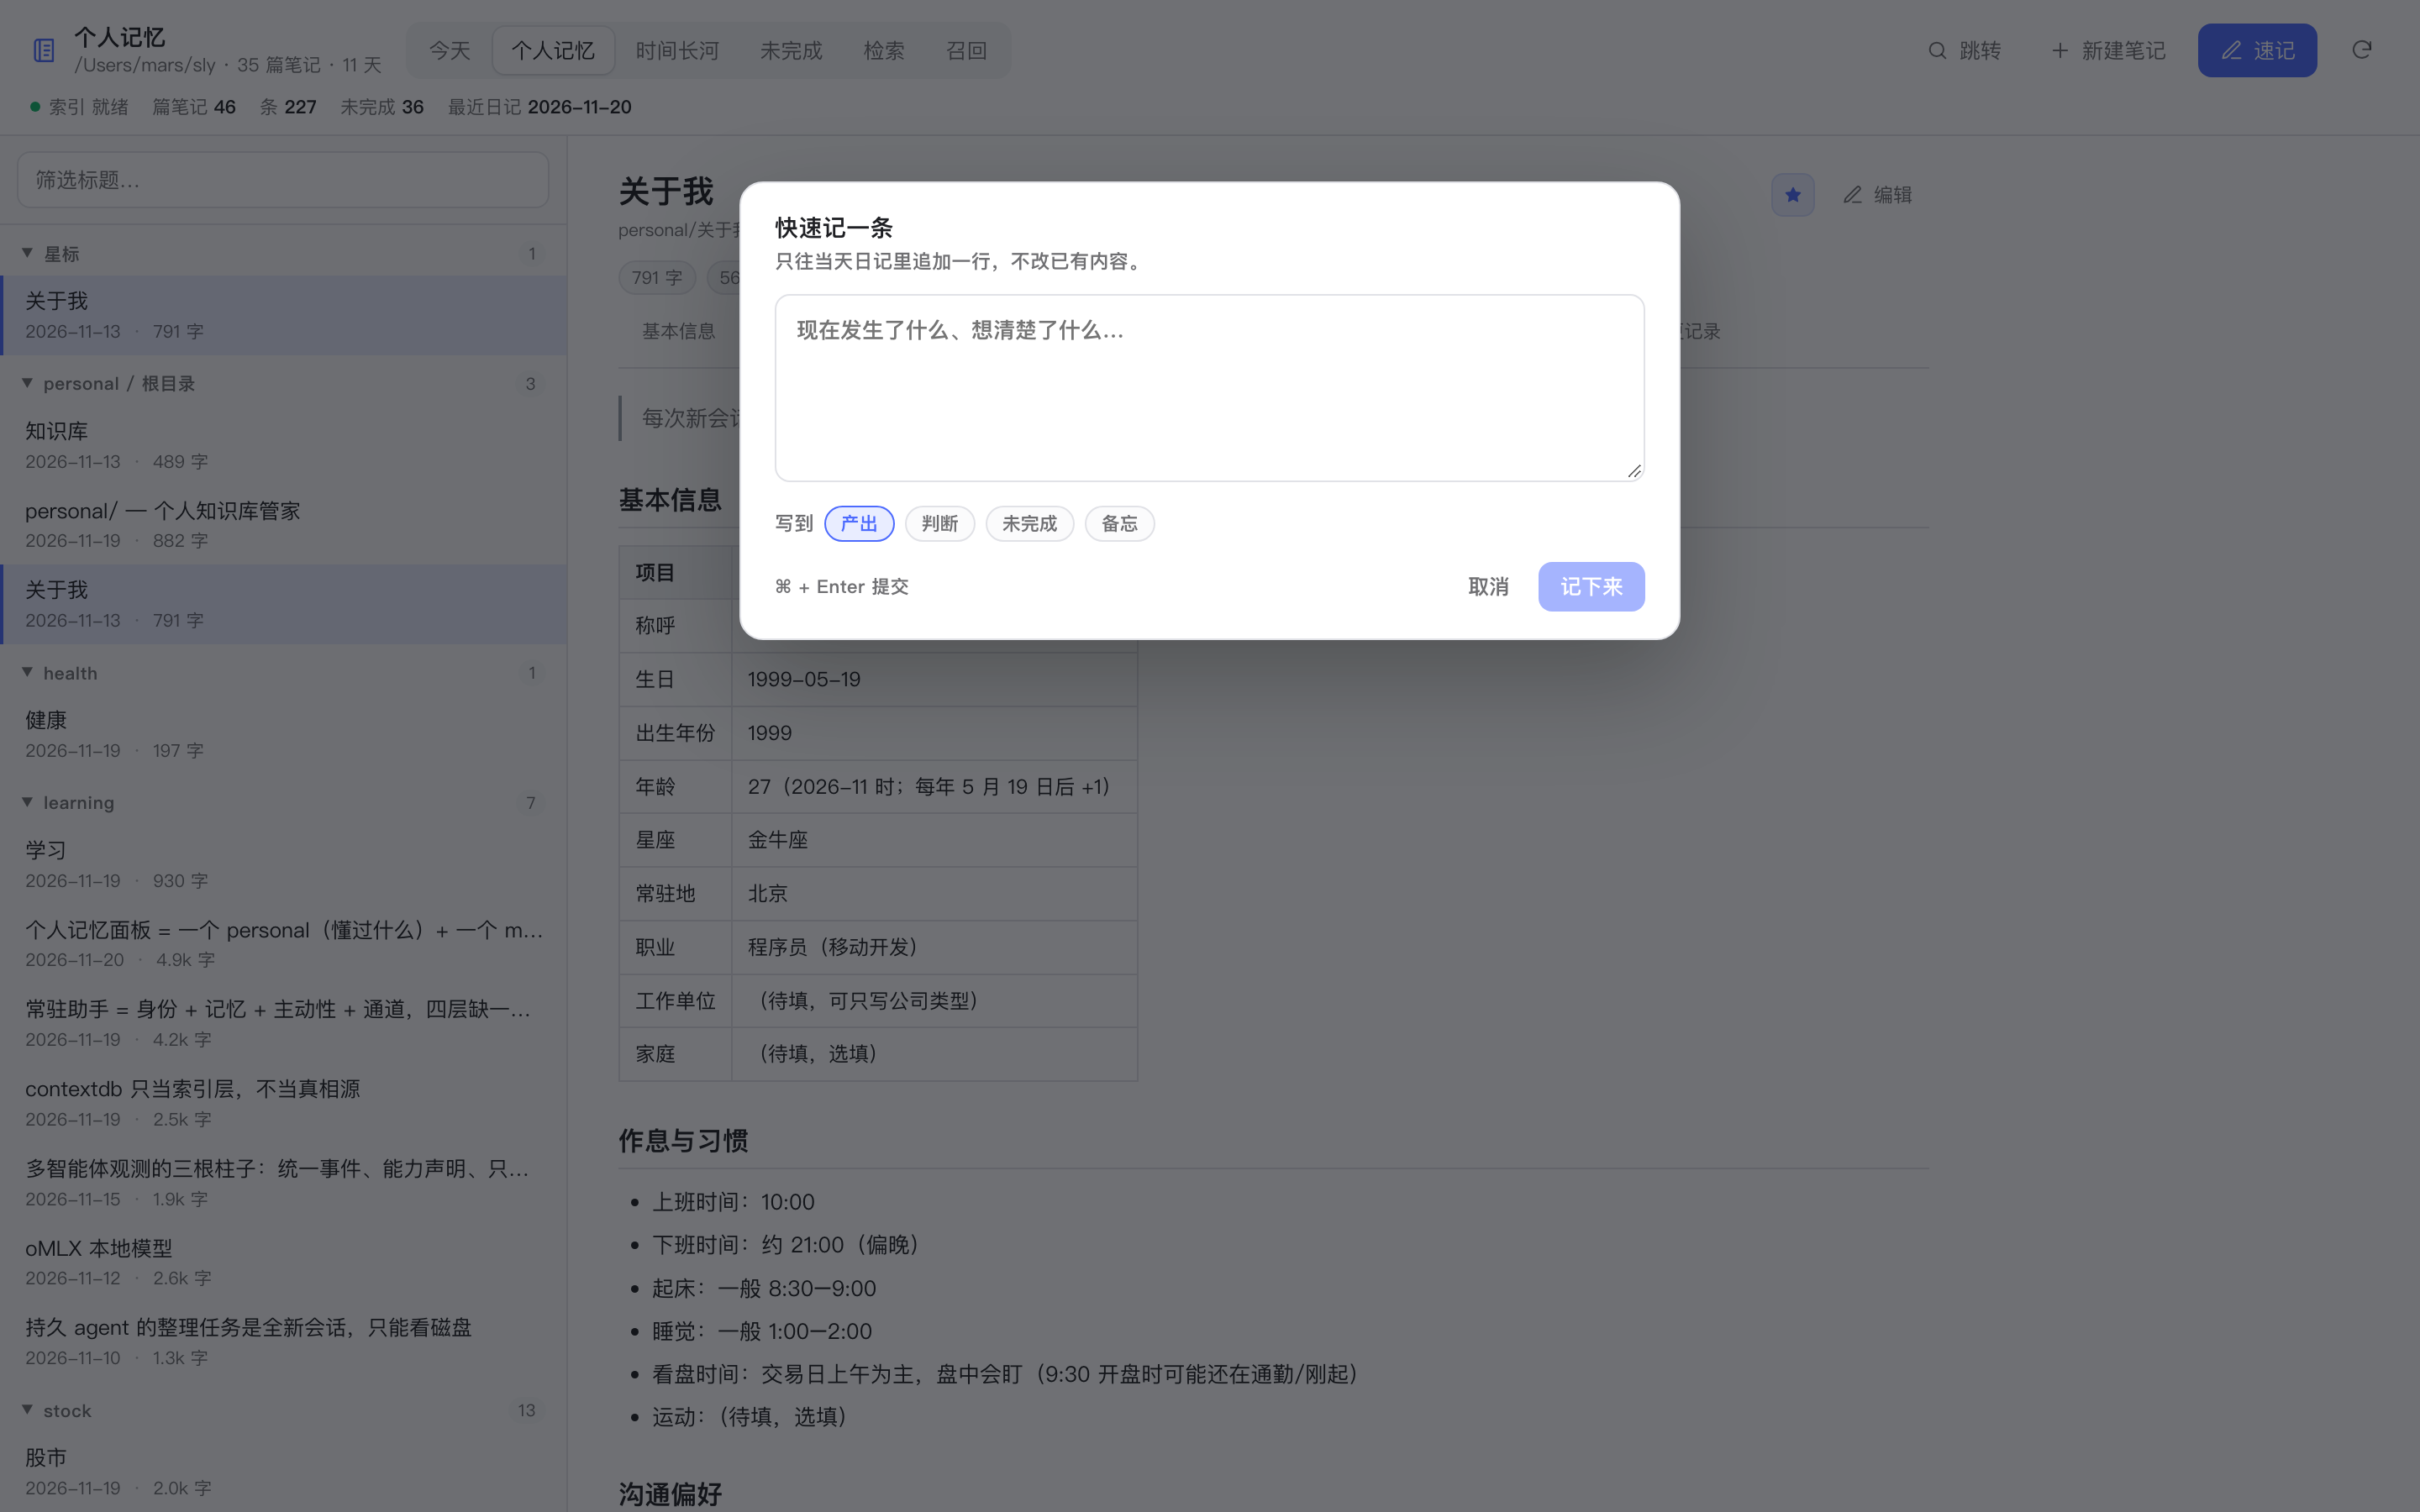 个人记忆
/Users/mars/sly · 35 篇笔记 · 11 天
今天 个人记忆 时间长河 未完成 检索 召回
跳转 新建笔记 速记
索引 就绪 篇笔记 46 条 227 未完成 36 最近日记 2026-11-20
筛选标题...
星标 1
关于我
2026-11-13 · 791 字
personal / 根目录 3
知识库
2026-11-13 · 489 字
personal/ — 个人知识库管家
2026-11-19 · 882 字
关于我
2026-11-13 · 791 字
health 1
健康
2026-11-19 · 197 字
learning 7
学习
2026-11-19 · 930 字
个人记忆面板 = 一个 personal（懂过什么）+ 一个 m...
2026-11-20 · 4.9k 字
常驻助手 = 身份 + 记忆 + 主动性 + 通道，四层缺一...
2026-11-19 · 4.2k 字
contextdb 只当索引层，不当真相源
2026-11-19 · 2.5k 字
多智能体观测的三根柱子：统一事件、能力声明、只...
2026-11-15 · 1.9k 字
oMLX 本地模型
2026-11-12 · 2.6k 字
持久 agent 的整理任务是全新会话，只能看磁盘
2026-11-10 · 1.3k 字
stock 13
股市
2026-11-19 · 2.0k 字
关于我
编辑
personal/关于
791 字 56
基本信息 记录
每次新会
快速记一条
只往当天日记里追加一行，不改已有内容。
现在发生了什么、想清楚了什么...
写到 产出 判断 未完成 备忘
⌘ + Enter 提交 取消 记下来
基本信息
项目
称呼
生日 1999-05-19
出生年份 1999
年龄 27（2026-11 时；每年 5 月 19 日后 +1）
星座 金牛座
常驻地 北京
职业 程序员（移动开发）
工作单位 （待填，可只写公司类型）
家庭 （待填，选填）
作息与习惯
• 上班时间：10:00
• 下班时间：约 21:00（偏晚）
• 起床：一般 8:30—9:00
• 睡觉：一般 1:00—2:00
• 看盘时间：交易日上午为主，盘中会盯（9:30 开盘时可能还在通勤/刚起）
• 运动：（待填，选填）
沟通偏好